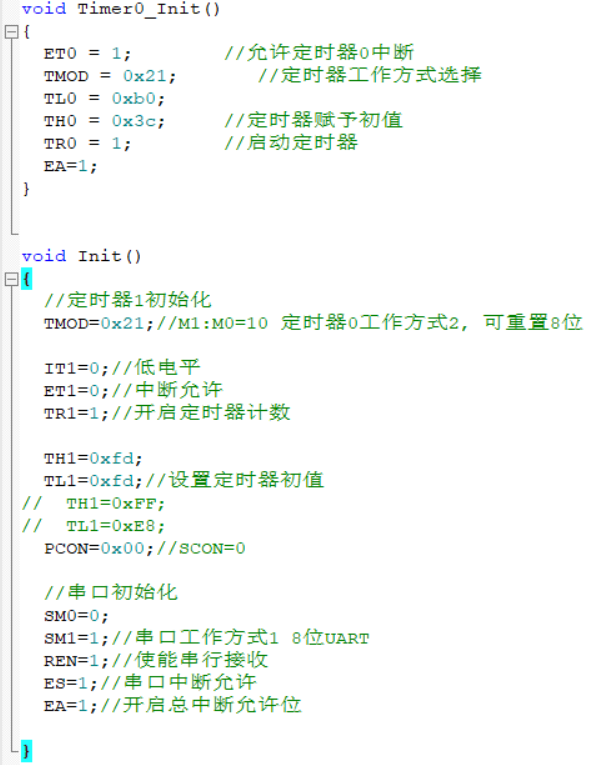 void Timer0_Init()
{
ET0 = 1; //允许定时器0中断
TMOD = 0x21; //定时器工作方式选择
TL0 = 0xb0;
TH0 = 0x3c; //定时器赋予初值
TR0 = 1; //启动定时器
EA=1;
}
void Init()
{
//定时器1初始化
TMOD=0x21;//M1:M0=10 定时器0工作方式2, 可重置8位
IT1=0;//低电平
ET1=0;//中断允许
TR1=1;//开启定时器计数
TH1=0xfd;
TL1=0xfd;//设置定时器初值
// TH1=0xFF;
// TL1=0xE8;
PCON=0x00;//SCON=0
//串口初始化
SM0=0;
SM1=1;//串口工作方式1 8位UART
REN=1;//使能串行接收
ES=1;//串口中断允许
EA=1;//开启总中断允许位
}